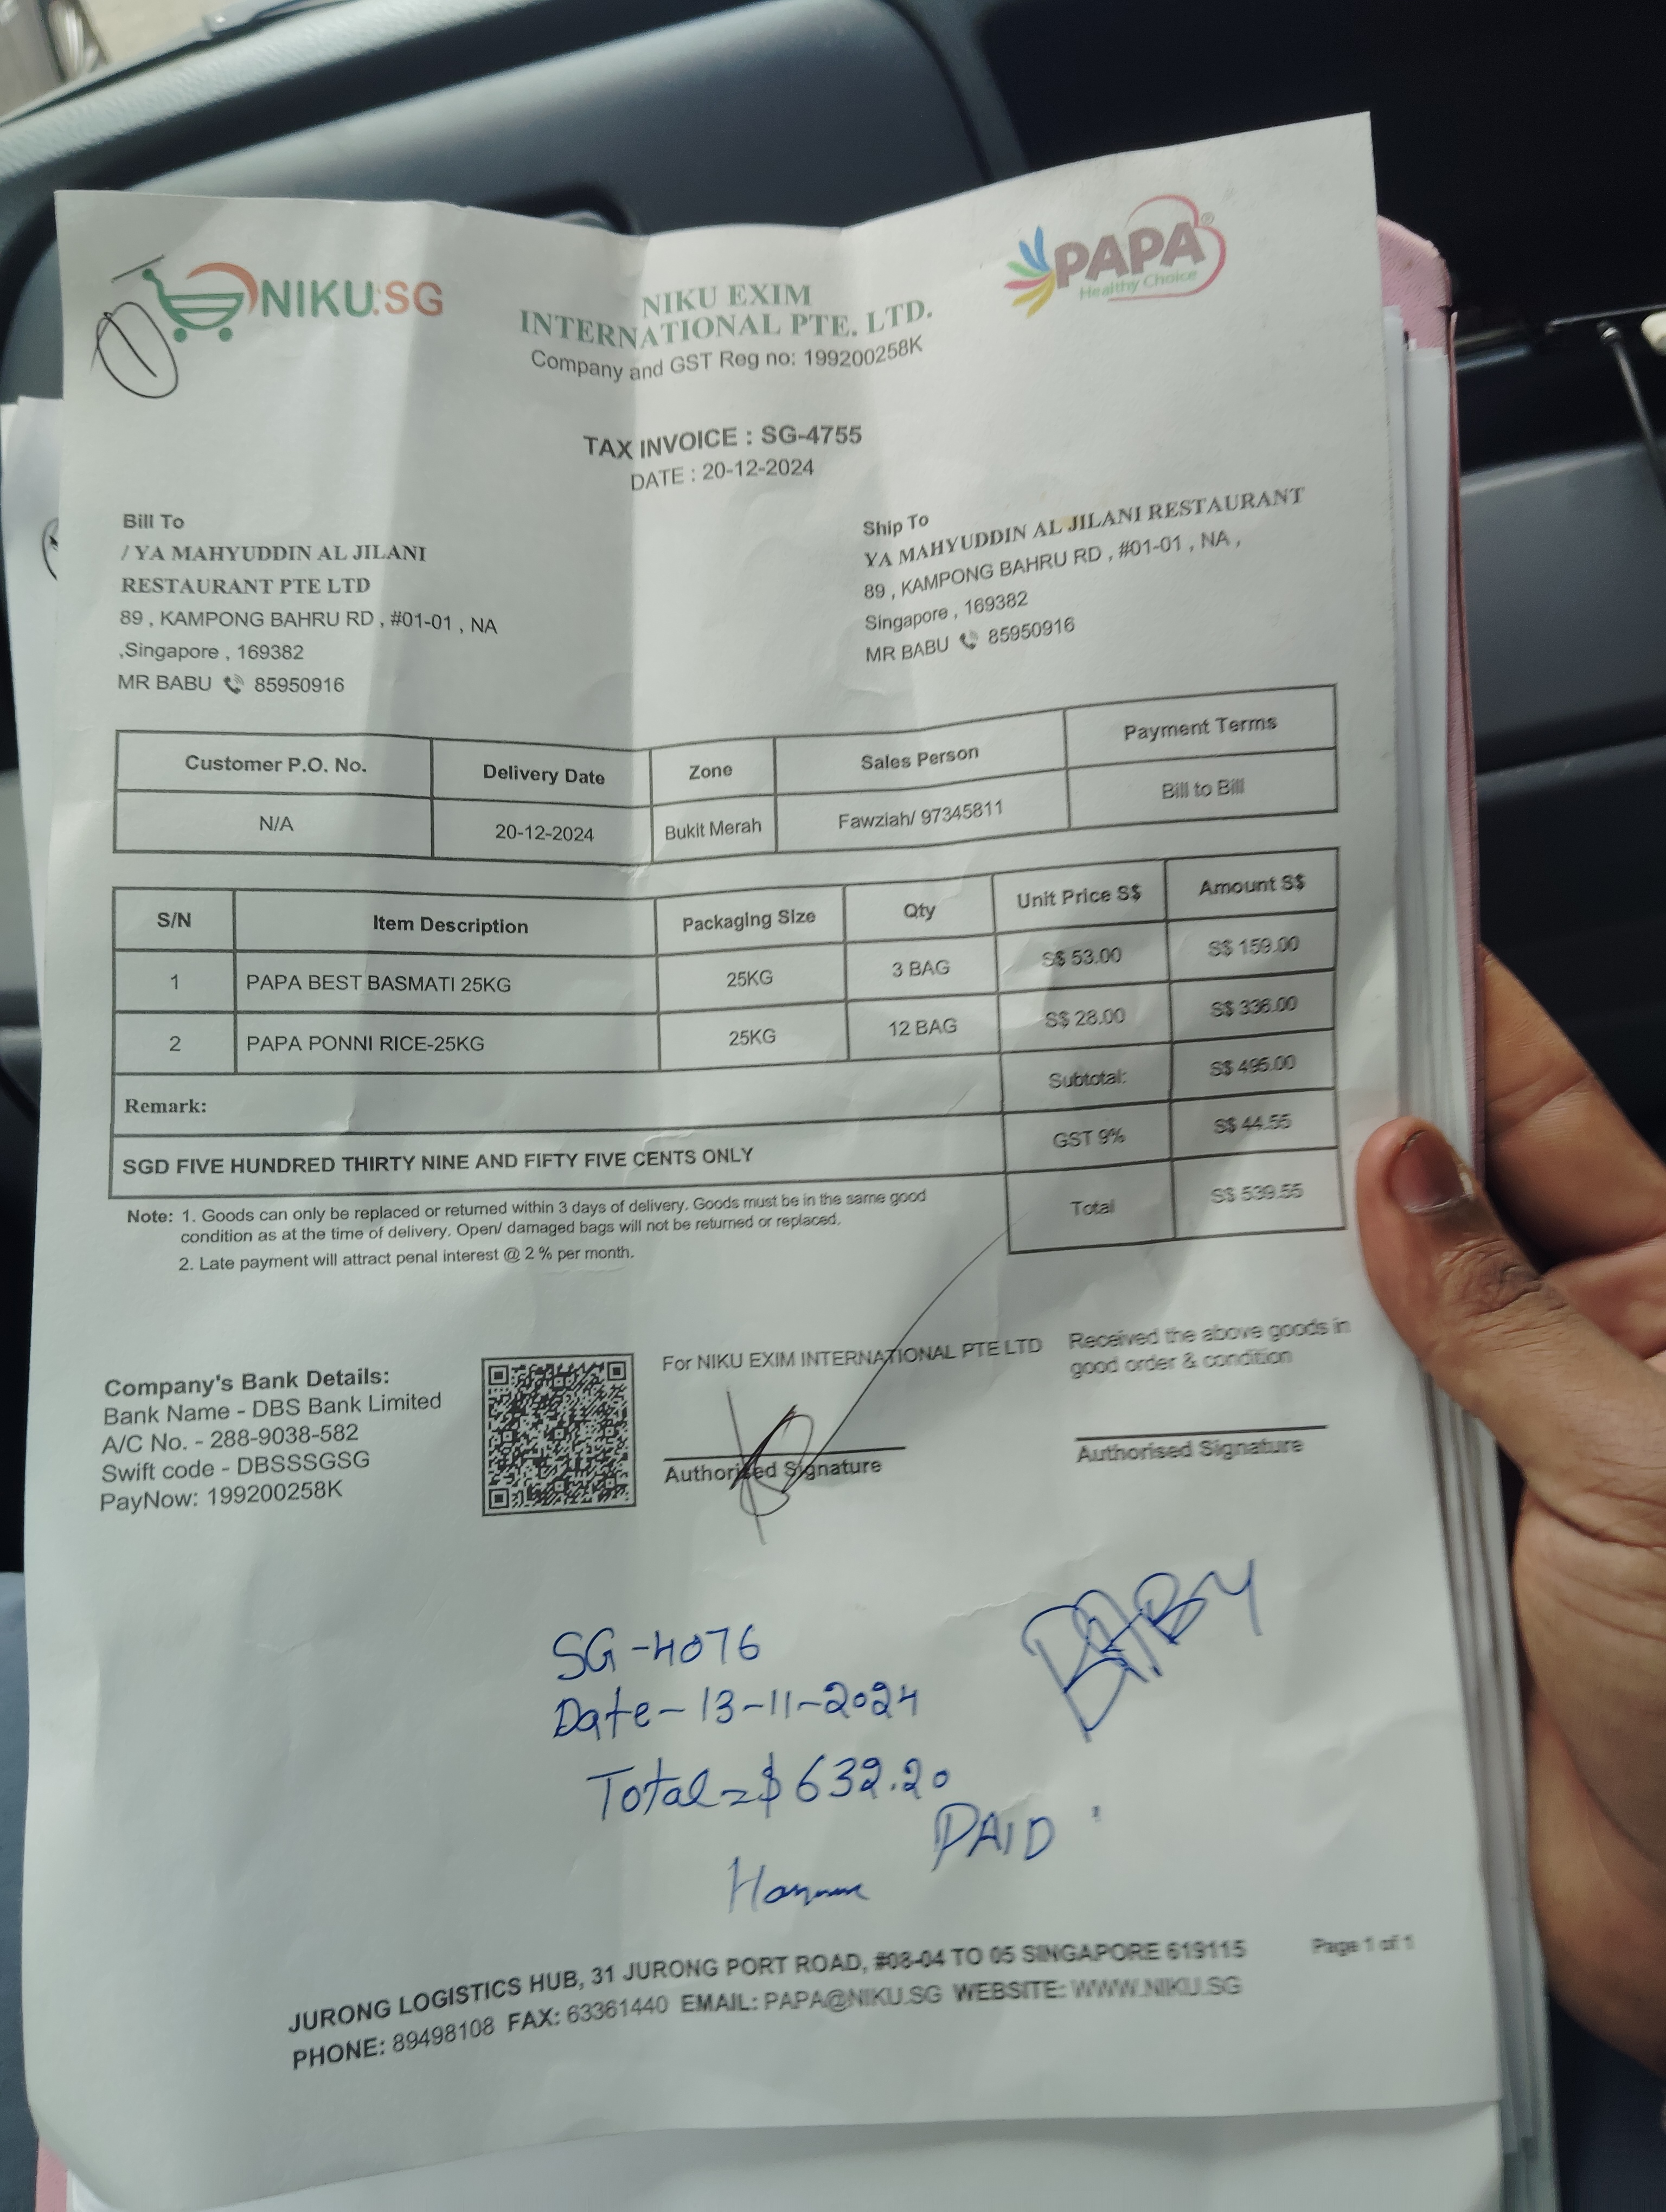 NIKU.SG
NIKU EXIM
INTERNATIONAL PTE. LTD.
Company and GST Reg no: 199200258K
PAPA®
Healthy Choice
1
TAX INVOICE : SG-4755
DATE : 20-12-2024
Bill To
/ YA MAHYUDDIN AL JILANI
RESTAURANT PTE LTD
89 , KAMPONG BAHRU RD , #01-01 , NA
,Singapore , 169382
MR BABU 85950916
Ship To
YA MAHYUDDIN AL JILANI RESTAURANT
89 , KAMPONG BAHRU RD , #01-01 , NA ,
Singapore , 169382
MR BABU 85950916
Customer P.O. No. Delivery Date Zone Sales Person Payment Terms
N/A 20-12-2024 Bukit Merah Fawziah/ 97345811 Bill to Bill
S/N Item Description Packaging Size Qty Unit Price S$ Amount S$
1 PAPA BEST BASMATI 25KG 25KG 3 BAG S$ 53.00 S$ 159.00
2 PAPA PONNI RICE-25KG 25KG 12 BAG S$ 28.00 S$ 336.00
Remark: Subtotal: S$ 495.00
SGD FIVE HUNDRED THIRTY NINE AND FIFTY FIVE CENTS ONLY GST 9% S$ 44.55
Total S$ 539.55
Note: 1. Goods can only be replaced or returned within 3 days of delivery. Goods must be in the same good
condition as at the time of delivery. Open/ damaged bags will not be returned or replaced.
2. Late payment will attract penal interest @ 2 % per month.
Company's Bank Details:
Bank Name - DBS Bank Limited
A/C No. - 288-9038-582
Swift code - DBSSSGSG
PayNow: 199200258K
For NIKU EXIM INTERNATIONAL PTE LTD
Authorised Signature
Received the above goods in
good order & condition
Authorised Signature
SG-4076
Date-13-11-2024
Total=$632.20
PAID
JURONG LOGISTICS HUB, 31 JURONG PORT ROAD, #08-04 TO 05 SINGAPORE 619115
PHONE: 89498108 FAX: 63361440 EMAIL: PAPA@NIKU.SG WEBSITE: WWW.NIKU.SG
Page 1 of 1